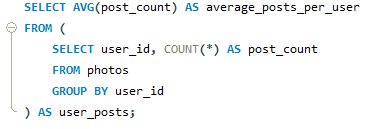 SELECT AVG(post_count) AS average_posts_per_user
FROM (
    SELECT user_id, COUNT(*) AS post_count
    FROM photos
    GROUP BY user_id
) AS user_posts;